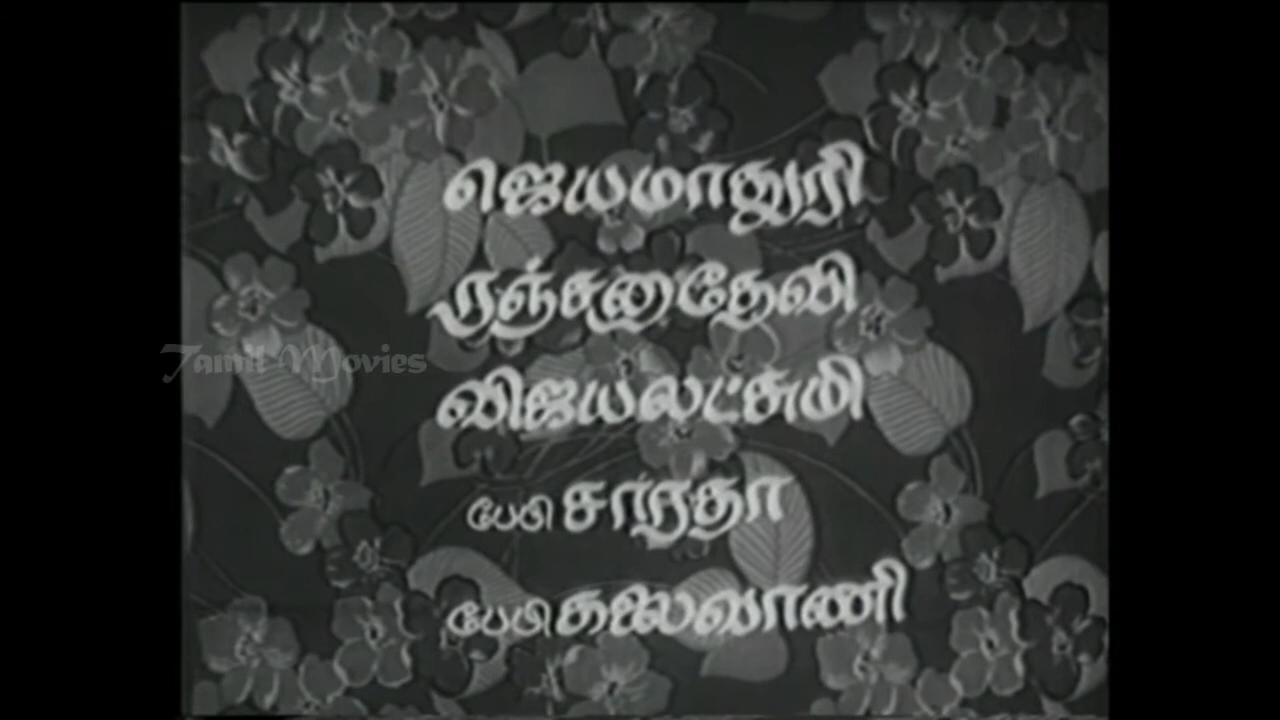 ஜெயமாதுரி
ரஞ்சனாதேவி
Tamil Movies
விஜயலட்சுமி
பேபி சாரதா
பேபி கலைவாணி